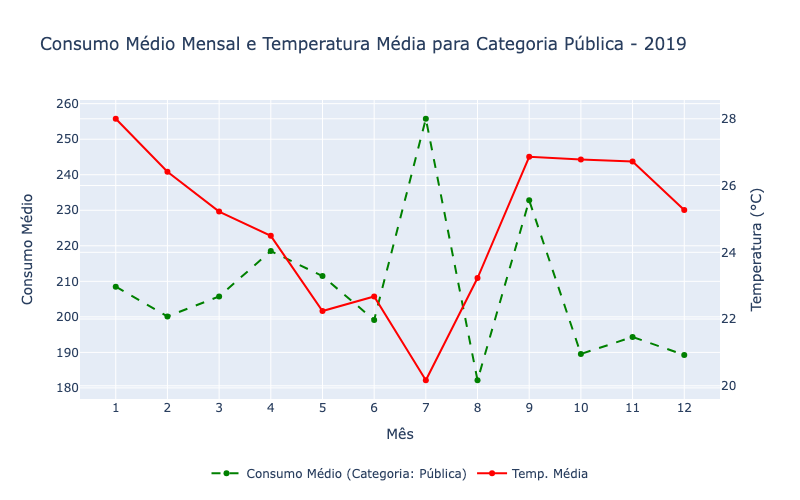 Consumo Médio Mensal e Temperatura Média para Categoria Pública - 2019
260
250
240
230
220
210
200
190
180
Consumo Médio
28
26
24
22
20
Temperatura (°C)
1 2 3 4 5 6 7 8 9 10 11 12
Mês
Consumo Médio (Categoria: Pública) Temp. Média